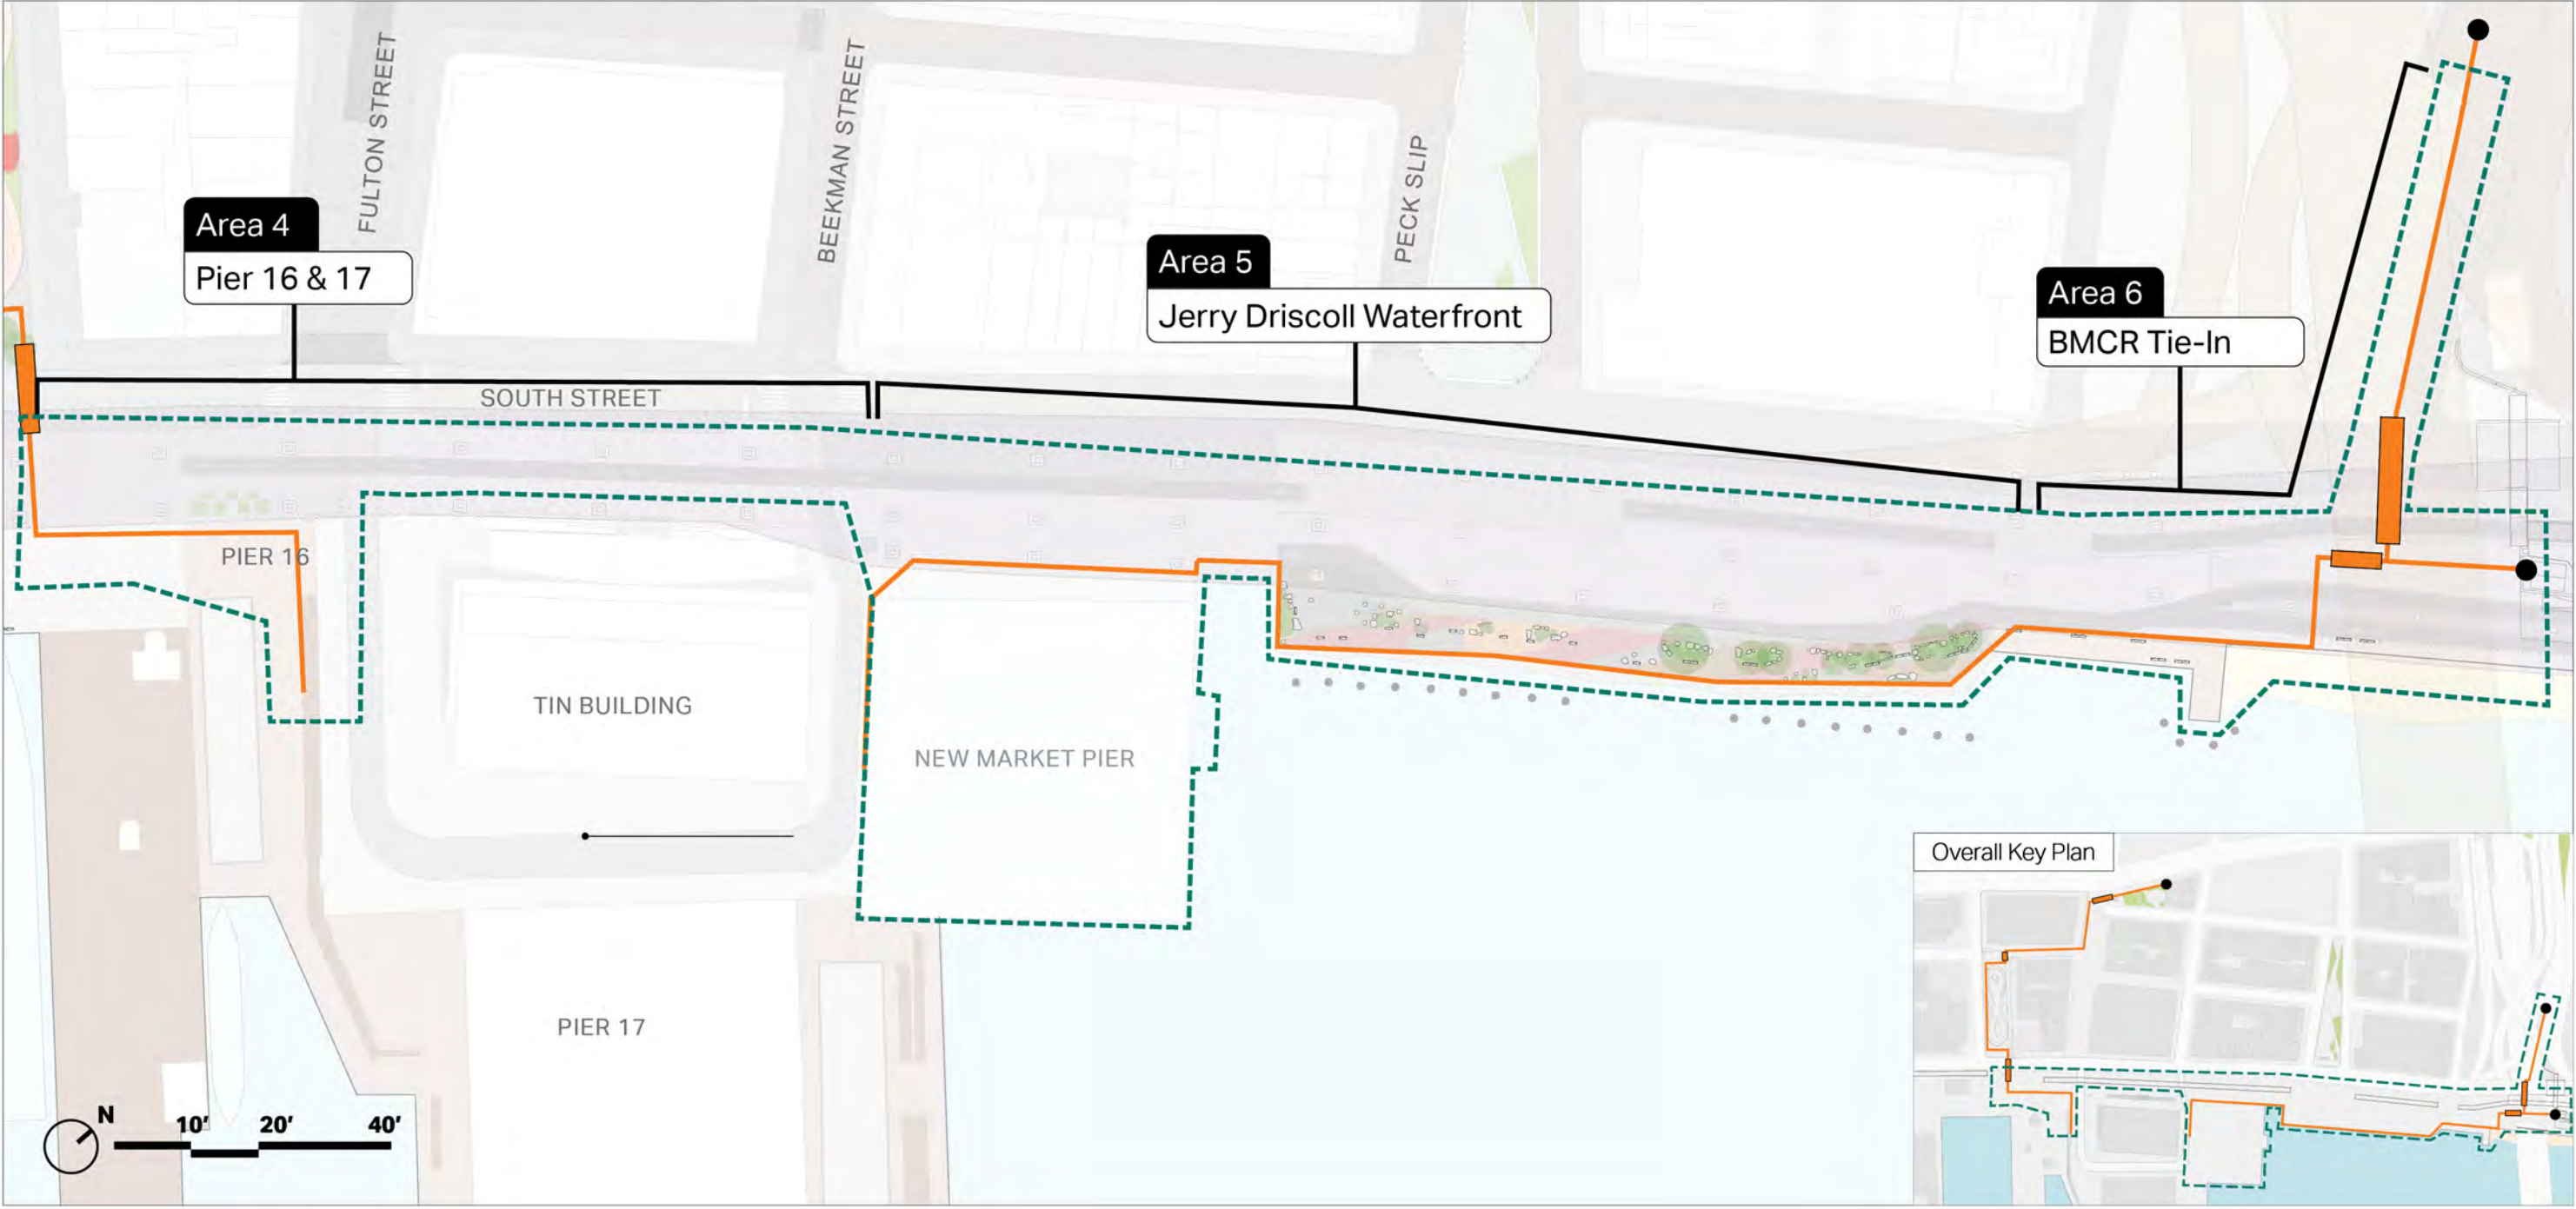 FULTON STREET
BEEKMAN STREET
PECK SLIP
Area 4
Pier 16 & 17
Area 5
Jerry Driscoll Waterfront
Area 6
BMCR Tie-In
SOUTH STREET
PIER 16
TIN BUILDING
NEW MARKET PIER
PIER 17
Overall Key Plan
N
10' 20' 40'